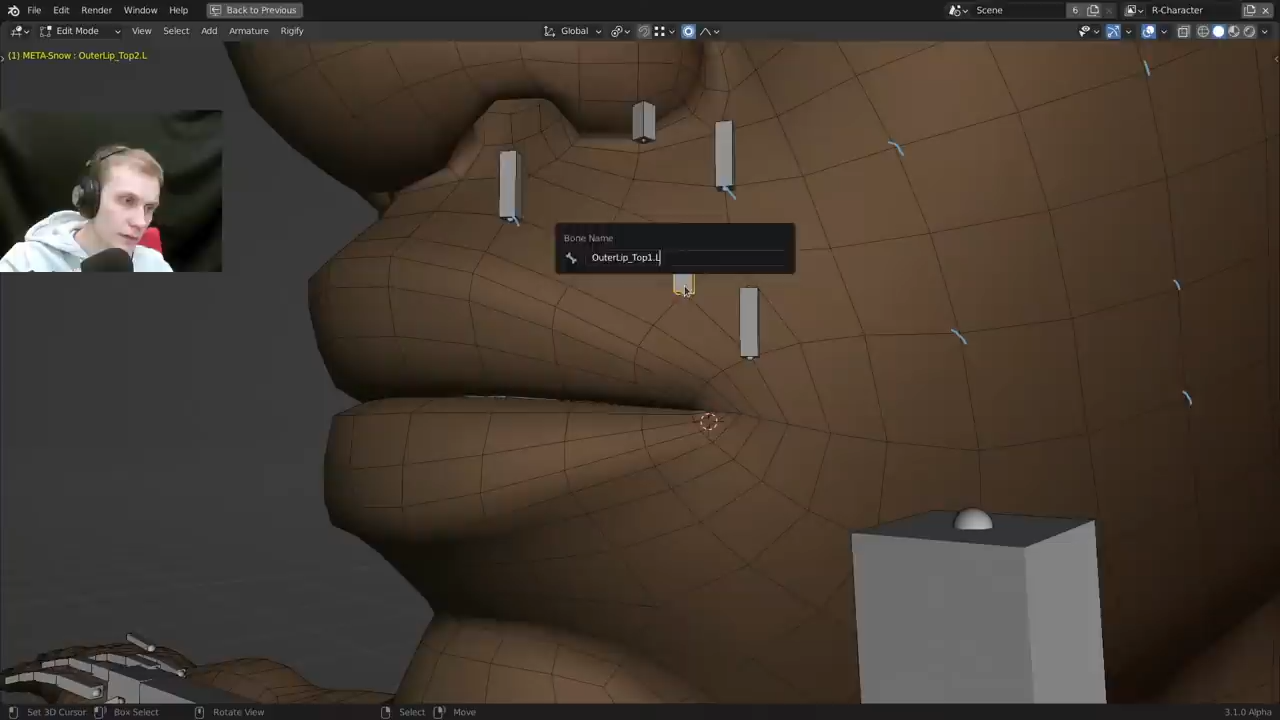 File Edit Render Window Help Back to Previous Scene 6 R-Character
Edit Mode View Select Add Armature Rigify Global
(1) META-Snow : OuterLip_Top2.L
Bone Name
OuterLip_Top1.L
Set 3D Cursor Box Select Rotate View Select Move 3.1.0 Alpha